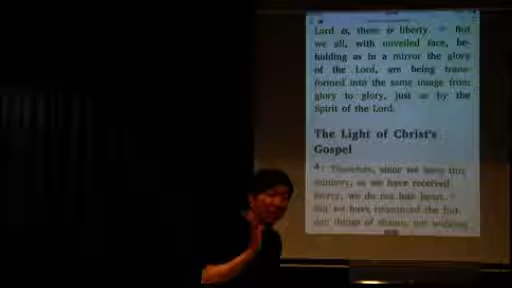 Lord is, there is liberty. But
we all, with unveiled face, be-
holding as in a mirror the glory
of the Lord, are being trans-
formed into the same image from
glory to glory, just as by the
Spirit of the Lord.
The Light of Christ's
Gospel
4 Therefore, since we have this
ministry, as we have received
mercy, we do not lose heart.
But we have renounced the hid-
den things of shame, not walking